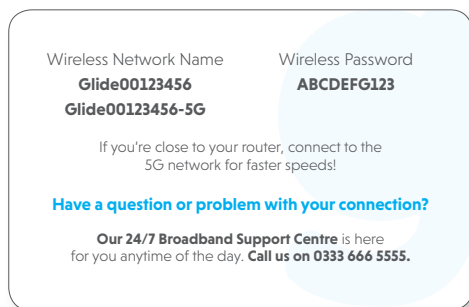 Wireless Network Name
Glide00123456
Glide00123456-5G
Wireless Password
ABCDEFG123
If you're close to your router, connect to the
5G network for faster speeds!
Have a question or problem with your connection?
Our 24/7 Broadband Support Centre is here
for you anytime of the day. Call us on 0333 666 5555.